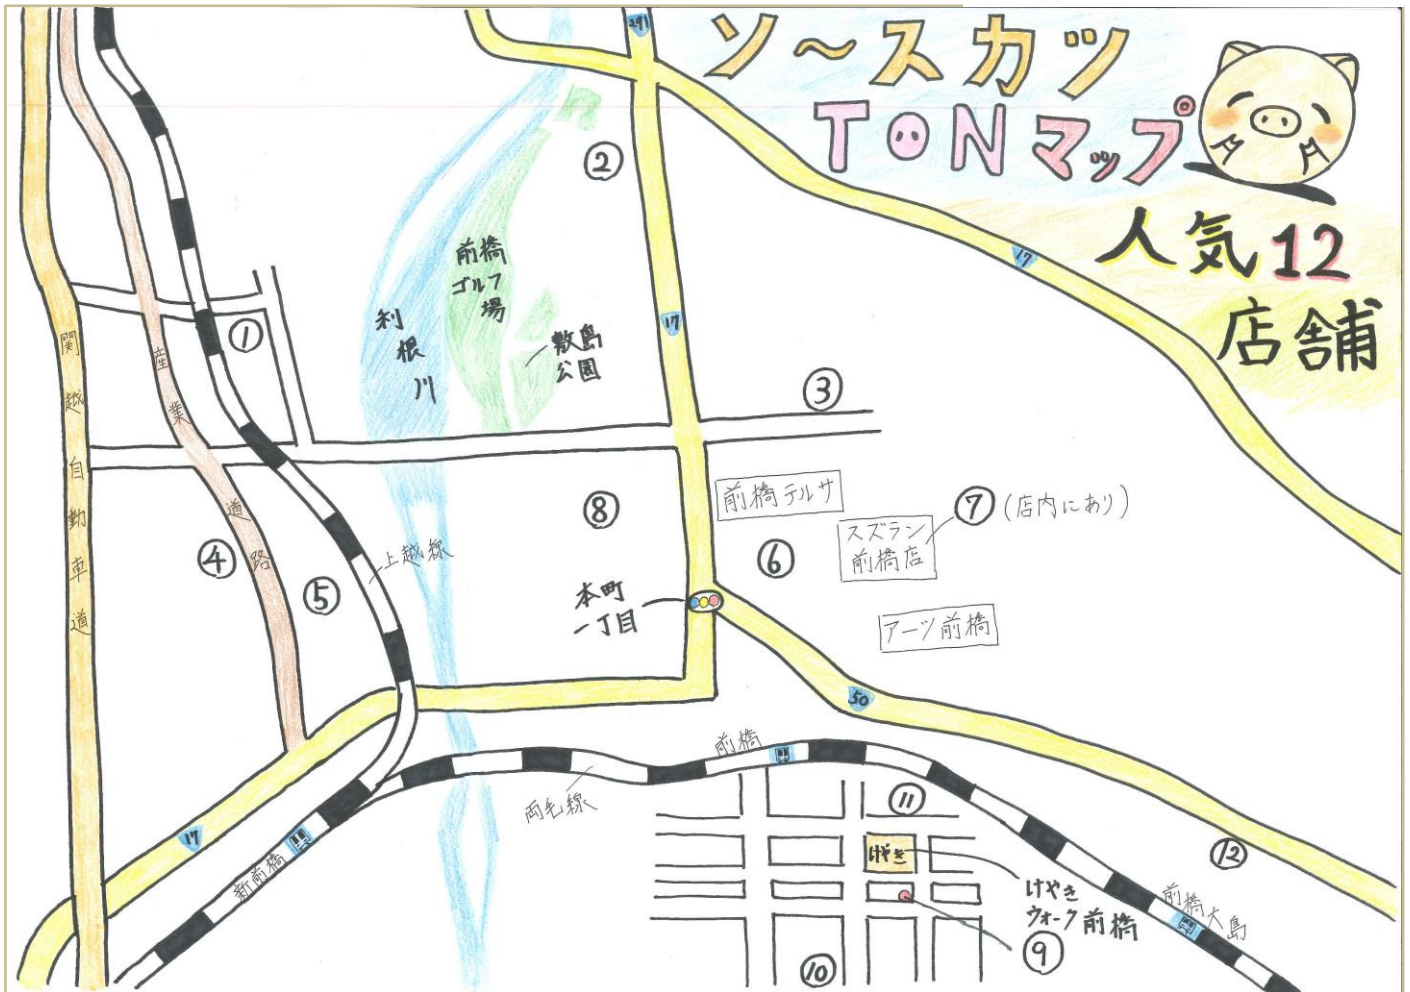 ソ〜スカツ
TONマップ
人気12
店舗
291
17
17
17
50
①
②
③
④
⑤
⑥
⑦(店内にあり)
⑧
⑨
⑩
⑪
⑫
関越自動車道
産業道路
利根川
前橋
ゴルフ
場
敷島
公園
前橋テルサ
スズラン
前橋店
アーツ前橋
本町
一丁目
上越線
両毛線
前橋
新前橋
前橋大島
けやき
けやき
ウォーク前橋